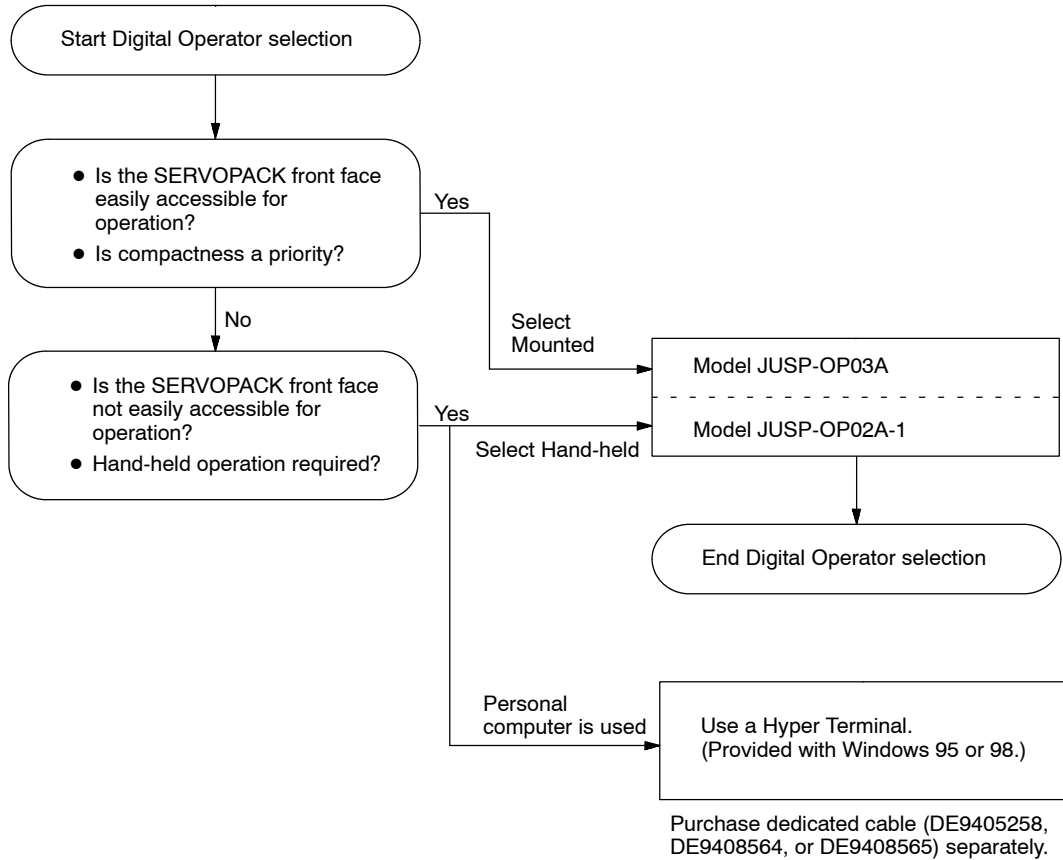 Start Digital Operator selection
● Is the SERVOPACK front face
easily accessible for
operation?
● Is compactness a priority?
Yes
No
Select
Mounted
● Is the SERVOPACK front face
not easily accessible for
operation?
● Hand-held operation required?
Yes
Select Hand-held
Model JUSP-OP03A
Model JUSP-OP02A-1
End Digital Operator selection
Personal
computer is used
Use a Hyper Terminal.
(Provided with Windows 95 or 98.)
Purchase dedicated cable (DE9405258,
DE9408564, or DE9408565) separately.